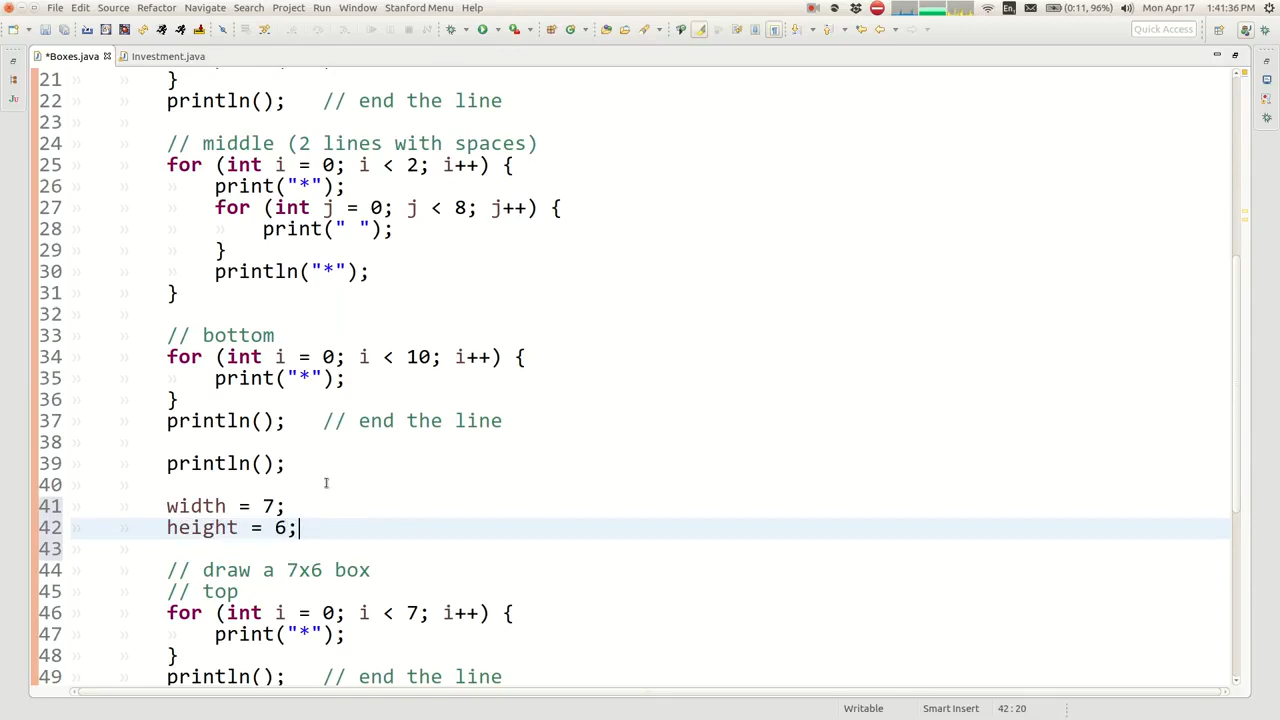 File Edit Source Refactor Navigate Search Project Run Window Stanford Menu Help En (0:11, 96%) Mon Apr 17 1:41:36 PM
Quick Access
*Boxes.java Investment.java
21 }
22 println(); // end the line
23
24 // middle (2 lines with spaces)
25 for (int i = 0; i < 2; i++) {
26 print("*");
27 for (int j = 0; j < 8; j++) {
28 print(" ");
29 }
30 println("*");
31 }
32
33 // bottom
34 for (int i = 0; i < 10; i++) {
35 print("*");
36 }
37 println(); // end the line
38
39 println();
40
41 width = 7;
42 height = 6;
43
44 // draw a 7x6 box
45 // top
46 for (int i = 0; i < 7; i++) {
47 print("*");
48 }
49 println(); // end the line
Writable Smart Insert 42 : 20